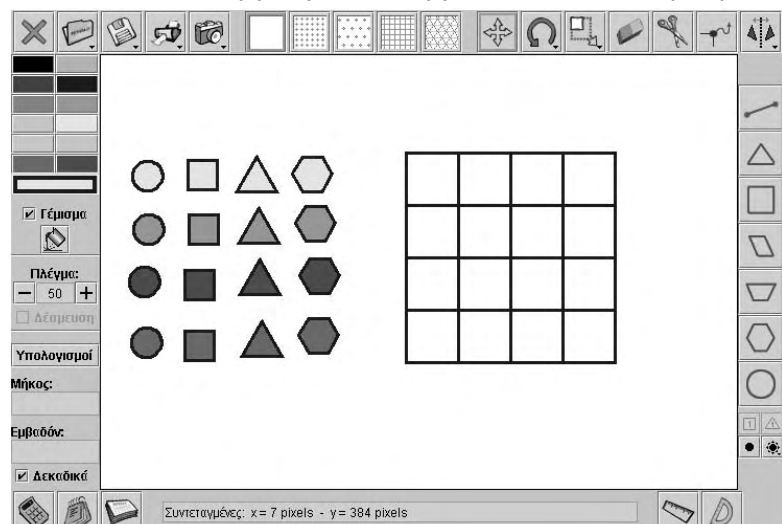 Γέμισμα
Πλέγμα:
50
Δέσμευση
Υπολογισμοί
Μήκος:
Εμβαδόν:
Δεκαδικά
Συντεταγμένες: x = 7 pixels - y = 384 pixels